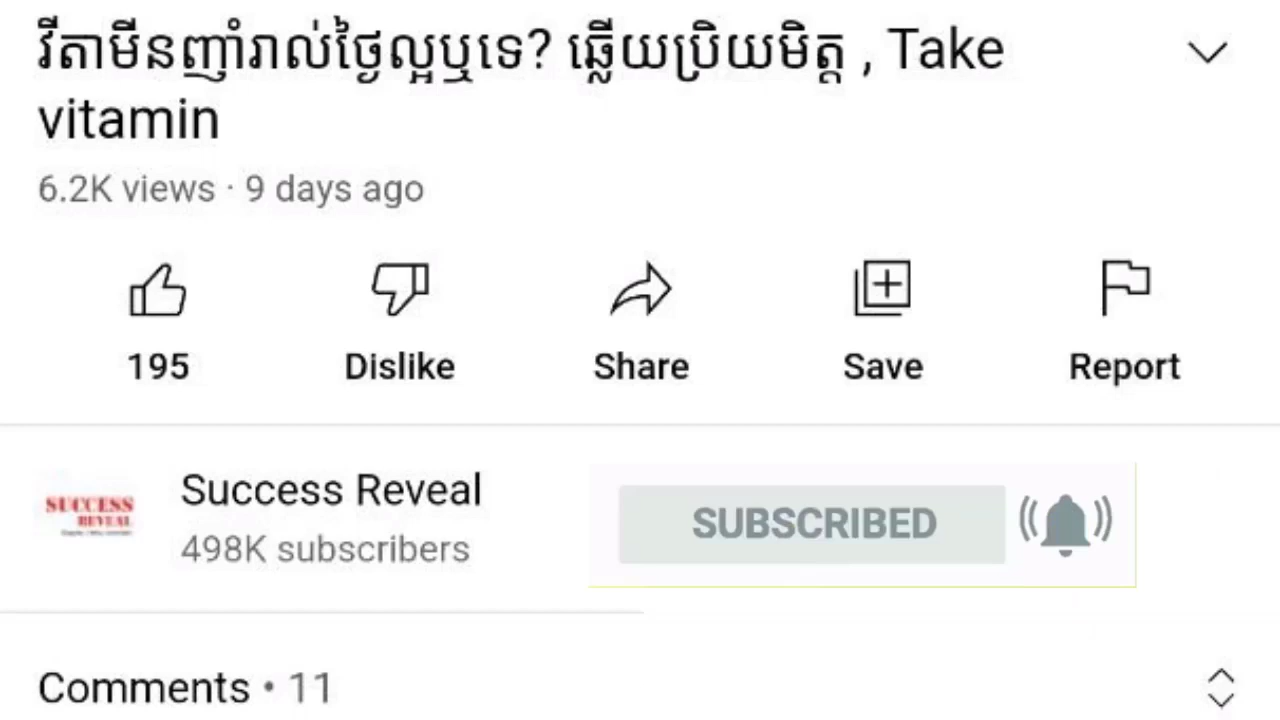 វីតាមីនញ៉ាំរាល់ថ្ងៃល្អឬទេ? ឆ្លើយប្រិយមិត្ត , Take
vitamin
6.2K views · 9 days ago
195 Dislike Share Save Report
SUCCESS
REVEAL
Success Reveal
498K subscribers
SUBSCRIBED
Comments • 11